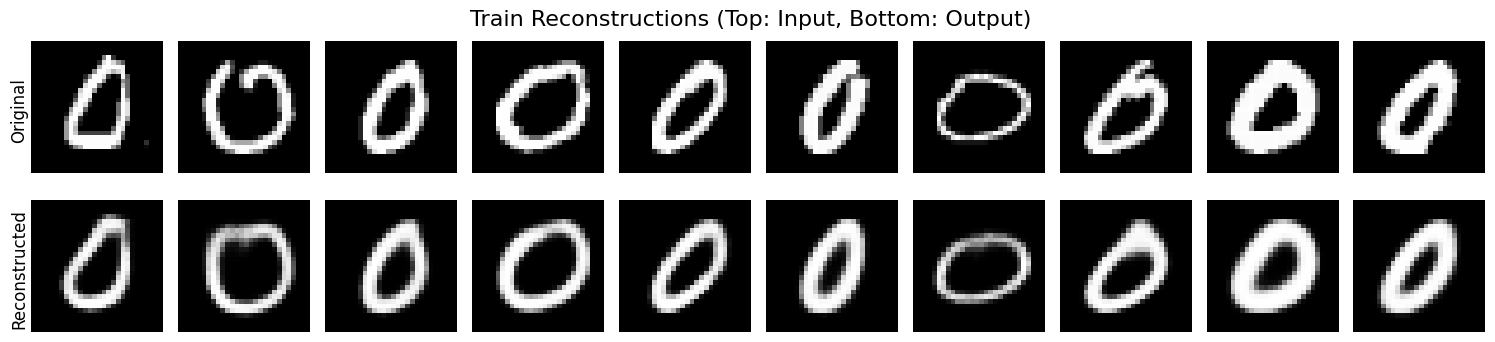 Train Reconstructions (Top: Input, Bottom: Output)
Original
Reconstructed